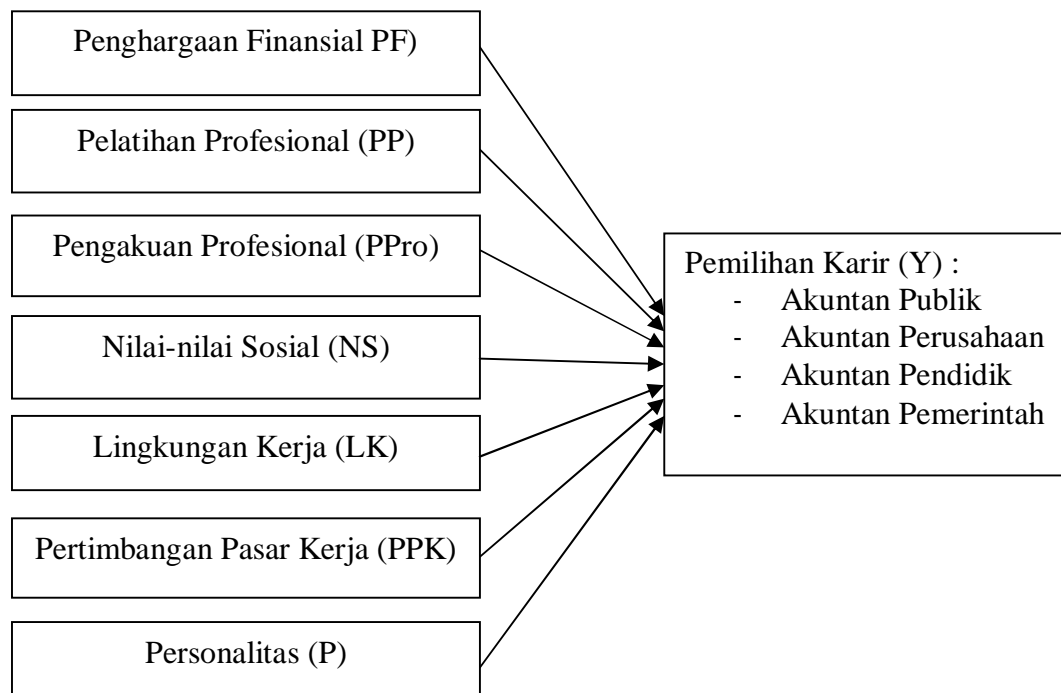 Penghargaan Finansial PF)
Pelatihan Profesional (PP)
Pengakuan Profesional (PPro)
Nilai-nilai Sosial (NS)
Lingkungan Kerja (LK)
Pertimbangan Pasar Kerja (PPK)
Personalitas (P)
Pemilihan Karir (Y) :
- Akuntan Publik
- Akuntan Perusahaan
- Akuntan Pendidik
- Akuntan Pemerintah